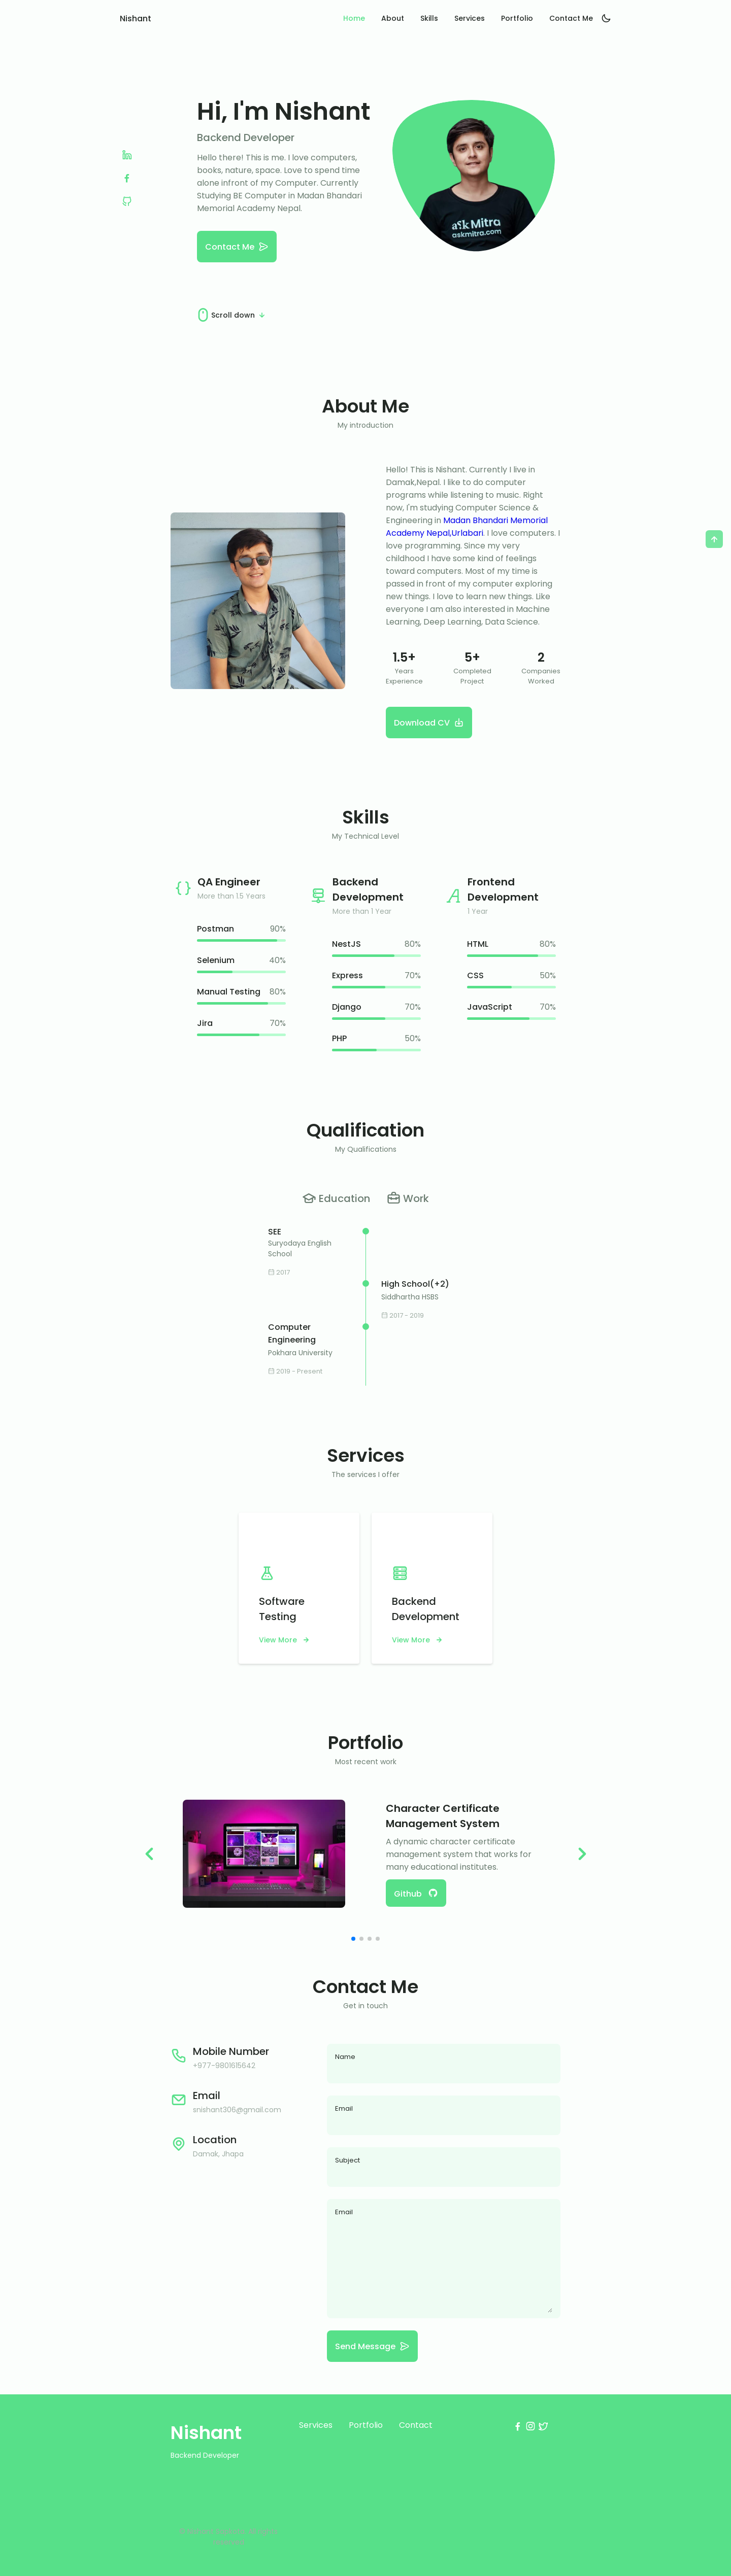 Nishant
Home
About
Skills
Services
Portfolio
Contact Me
Hi, I'm Nishant
Backend Developer
Hello there! This is me. I love computers,
books, nature, space. Love to spend time
alone infront of my Computer. Currently
Studying BE Computer in Madan Bhandari
Memorial Academy Nepal.
Contact Me
askMitra
askmitra.com
Scroll down
About Me
My introduction
Hello! This is Nishant. Currently I live in
Damak,Nepal. I like to do computer
programs while listening to music. Right
now, I'm studying Computer Science &
Engineering in Madan Bhandari Memorial
Academy Nepal,Urlabari. I love computers. I
love programming. Since my very
childhood I have some kind of feelings
toward computers. Most of my time is
passed in front of my computer exploring
new things. I love to learn new things. Like
everyone I am also interested in Machine
Learning, Deep Learning, Data Science.
1.5+
Years
Experience
5+
Completed
Project
2
Companies
Worked
Download CV
Skills
My Technical Level
QA Engineer
More than 1.5 Years
Postman 90%
Selenium 40%
Manual Testing 80%
Jira 70%
Backend
Development
More than 1 Year
NestJS 80%
Express 70%
Django 70%
PHP 50%
Frontend
Development
1 Year
HTML 80%
CSS 50%
JavaScript 70%
Qualification
My Qualifications
Education
Work
SEE
Suryodaya English
School
2017
High School(+2)
Siddhartha HSBS
2017 - 2019
Computer
Engineering
Pokhara University
2019 - Present
Services
The services I offer
Software
Testing
View More
Backend
Development
View More
Portfolio
Most recent work
Character Certificate
Management System
A dynamic character certificate
management system that works for
many educational institutes.
Github
Contact Me
Get in touch
Mobile Number
+977-9801615642
Email
snishant306@gmail.com
Location
Damak, Jhapa
Name
Email
Subject
Email
Send Message
Nishant
Backend Developer
Services
Portfolio
Contact